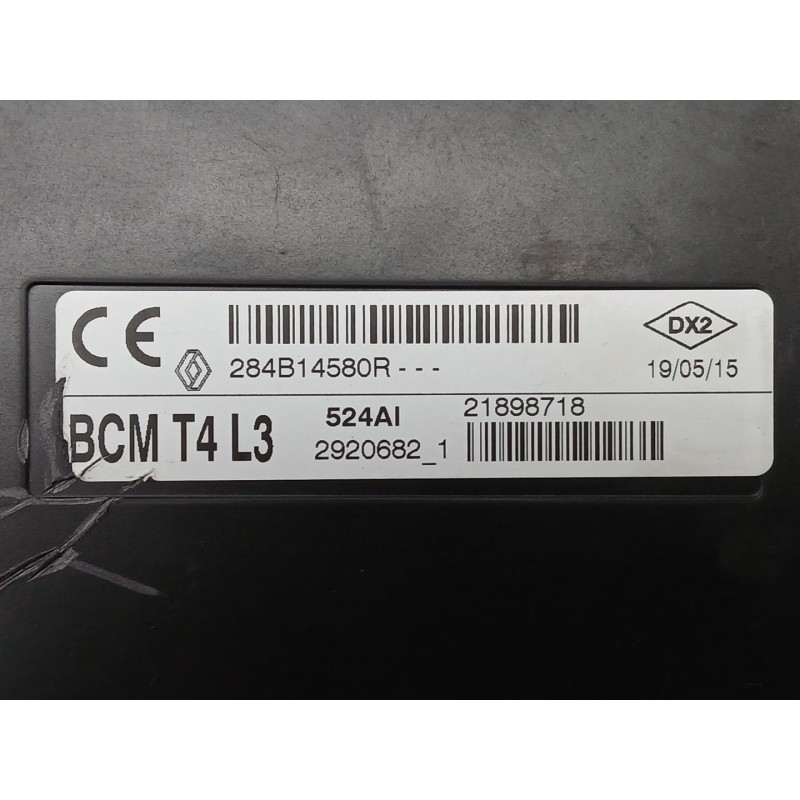 CE
DX2
284B14580R - - -
19/05/15
BCM T4 L3
524AI
21898718
2920682_1